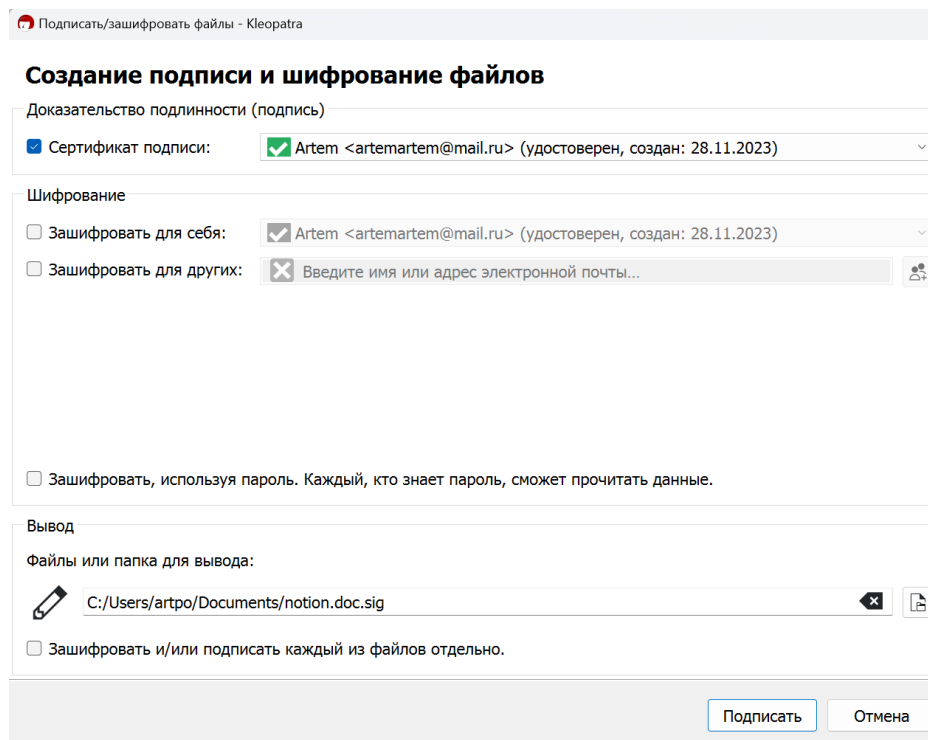 Подписать/зашифровать файлы - Kleopatra
Создание подписи и шифрование файлов
Доказательство подлинности (подпись)
Сертификат подписи: Artem <artemartem@mail.ru> (удостоверен, создан: 28.11.2023)
Шифрование
Зашифровать для себя: Artem <artemartem@mail.ru> (удостоверен, создан: 28.11.2023)
Зашифровать для других: Введите имя или адрес электронной почты...
Зашифровать, используя пароль. Каждый, кто знает пароль, сможет прочитать данные.
Вывод
Файлы или папка для вывода:
C:/Users/artpo/Documents/notion.doc.sig
Зашифровать и/или подписать каждый из файлов отдельно.
Подписать Отмена